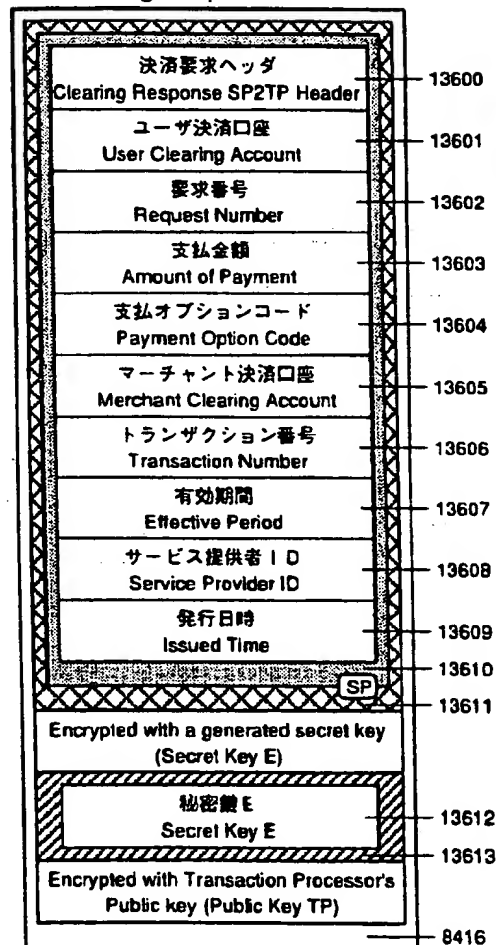 決済要求ヘッダ
Clearing Response SP2TP Header
13600
ユーザ決済口座
User Clearing Account
13601
要求番号
Request Number
13602
支払金額
Amount of Payment
13603
支払オプションコード
Payment Option Code
13604
マーチャント決済口座
Merchant Clearing Account
13605
トランザクション番号
Transaction Number
13606
有効期間
Effective Period
13607
サービス提供者ID
Service Provider ID
13608
発行日時
Issued Time
13609
13610
SP
13611
Encrypted with a generated secret key
(Secret Key E)
秘密鍵E
Secret Key E
13612
13613
Encrypted with Transaction Processor's
Public key (Public Key TP)
8416